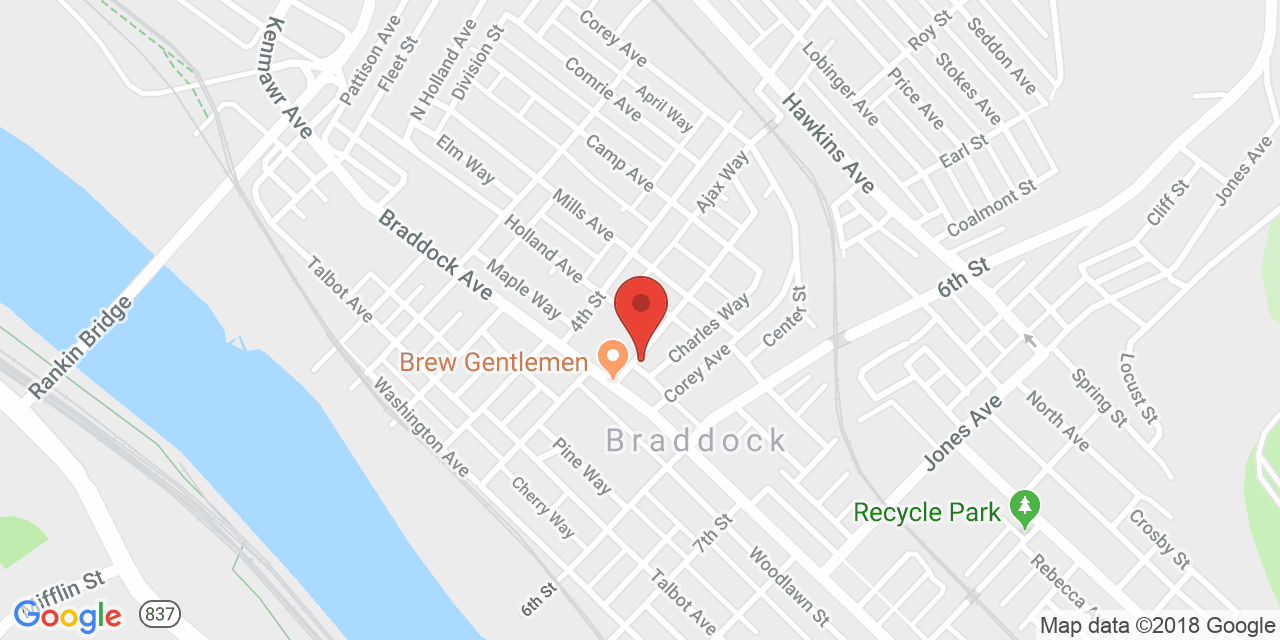 Corey Ave
Roy St
Seddon Ave
Kenmawr Ave
Pattison Ave
Fleet St
N Holland Ave
Division St
Comrie Ave
April Way
Lobinger Ave
Price Ave
Stokes Ave
Hawkins Ave
Earl St
Elm Way
Camp Ave
Ajax Way
Coalmont St
Cliff St
Jones Ave
Mills Ave
Holland Ave
Braddock Ave
Maple Way
4th St
Talbot Ave
6th St
Center St
Charles Way
Rankin Bridge
Brew Gentlemen
Corey Ave
Washington Ave
Braddock
Locust St
Spring St
North Ave
Jones Ave
Pine Way
Cherry Way
Recycle Park
7th St
Crosby St
Woodlawn St
Rebecca A
6th St
Talbot Ave
Mifflin St
837
Google
Map data ©2018 Google